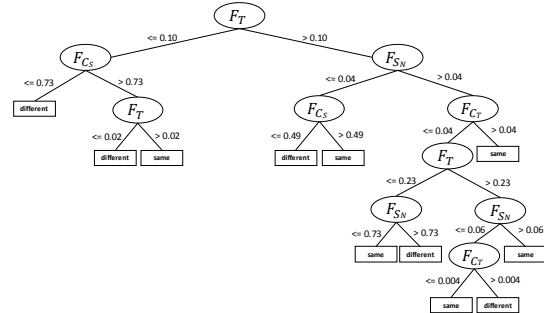 F_T
<= 0.10 > 0.10
F_{C_S} F_{S_N}
<= 0.73 > 0.73 <= 0.04 > 0.04
different F_T F_{C_S} F_{C_T}
<= 0.02 > 0.02 <= 0.49 > 0.49 <= 0.04 > 0.04
different same different same F_T same
<= 0.23 > 0.23
F_{S_N} F_{S_N}
<= 0.73 > 0.73 <= 0.06 > 0.06
same different F_{C_T} same
<= 0.004 > 0.004
same different